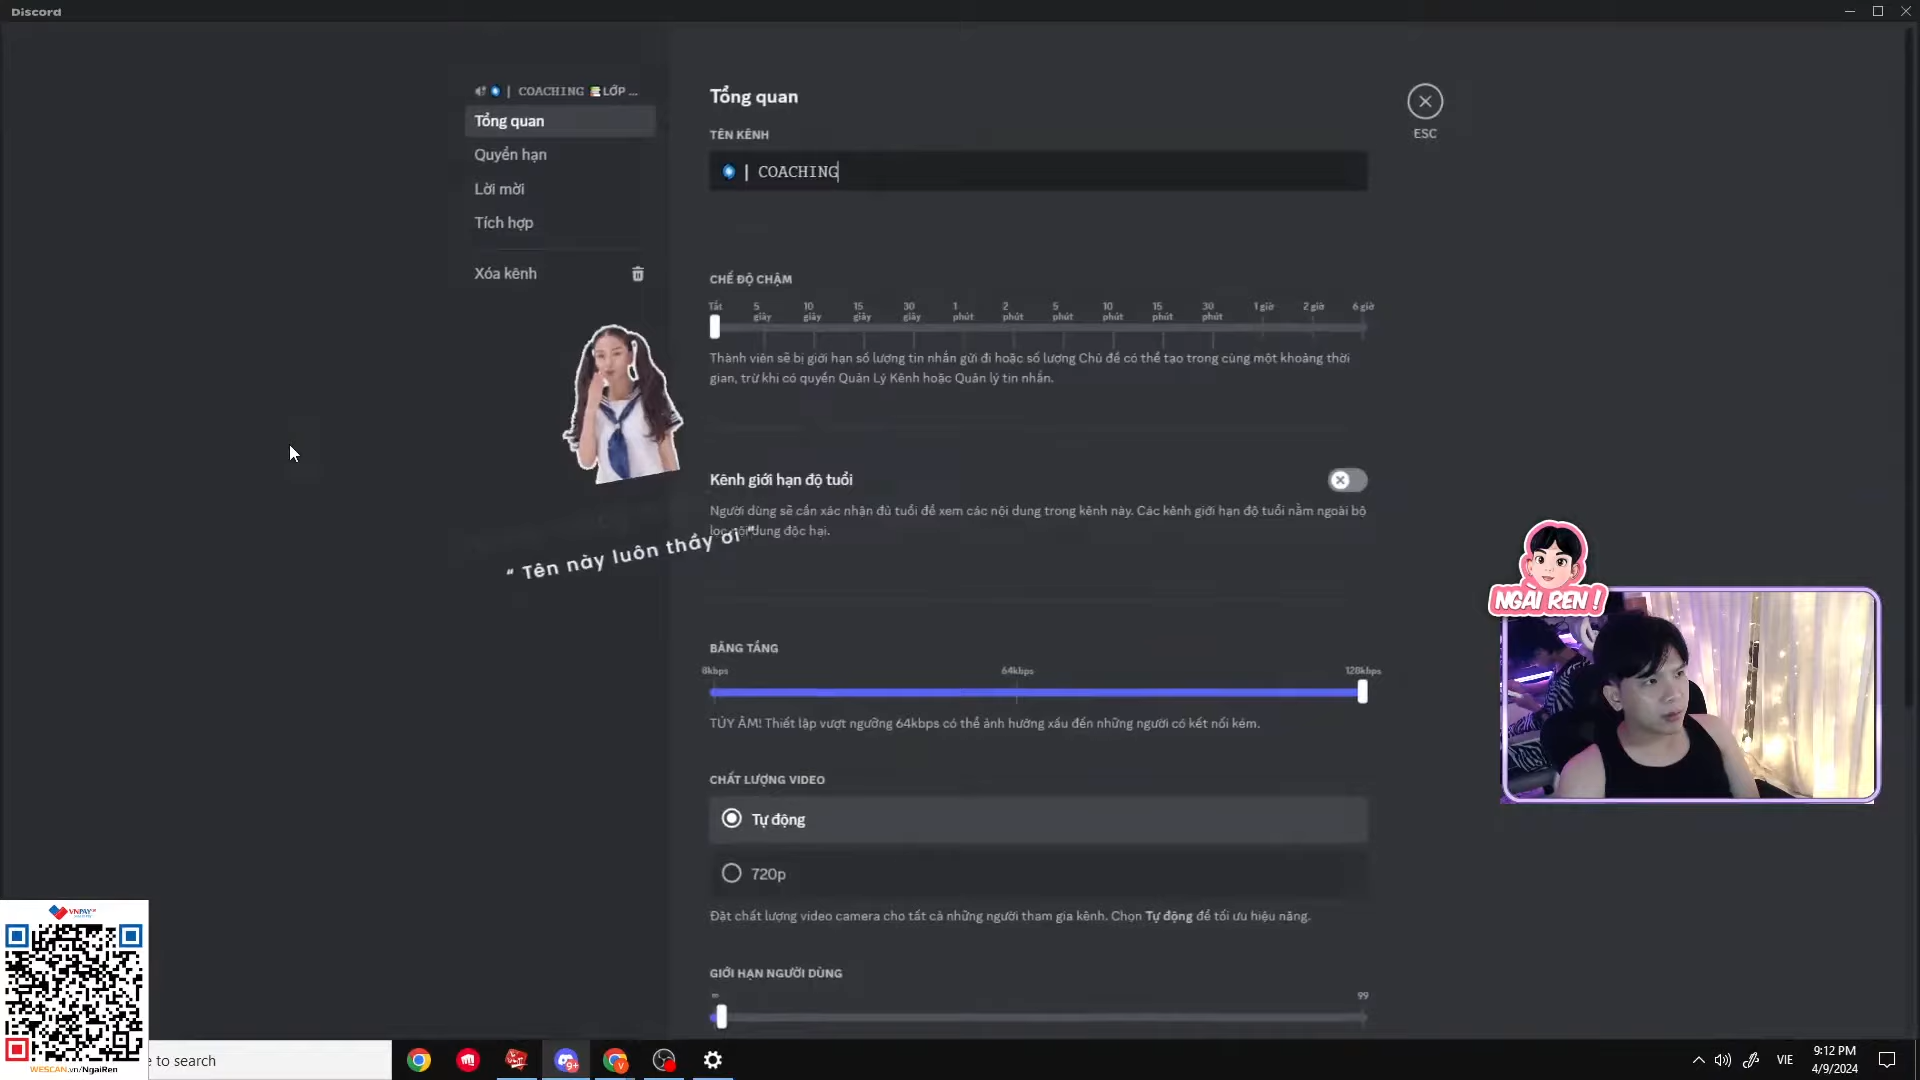 Discord
| COACHING LỚP ...
Tổng quan
Quyền hạn
Lời mời
Tích hợp
Xóa kênh
Tổng quan
TÊN KÊNH
| COACHING
ESC
CHẾ ĐỘ CHẬM
Tắt
5 giây
10 giây
15 giây
30 giây
1 phút
2 phút
5 phút
10 phút
15 phút
30 phút
1 giờ
2 giờ
6 giờ
Thành viên sẽ bị giới hạn số lượng tin nhắn gửi đi hoặc số lượng Chủ đề có thể tạo trong cùng một khoảng thời
gian, trừ khi có quyền Quản Lý Kênh hoặc Quản lý tin nhắn.
Kênh giới hạn độ tuổi
Người dùng sẽ cần xác nhận đủ tuổi để xem các nội dung trong kênh này. Các kênh giới hạn độ tuổi nằm ngoài bộ
lọc nội dung độc hại.
“ Tên này luôn thầy ơi ”
NGÀI REN !
BĂNG TẦNG
8kbps
64kbps
128kbps
TÙY ÂM! Thiết lập vượt ngưỡng 64kbps có thể ảnh hưởng xấu đến những người có kết nối kém.
CHẤT LƯỢNG VIDEO
Tự động
720p
Đặt chất lượng video camera cho tất cả những người tham gia kênh. Chọn Tự động để tối ưu hiệu năng.
GIỚI HẠN NGƯỜI DÙNG
∞
99
VNPAY
WESCAN.vn/NgaiRen
e to search
9+
V
VIE
9:12 PM
4/9/2024